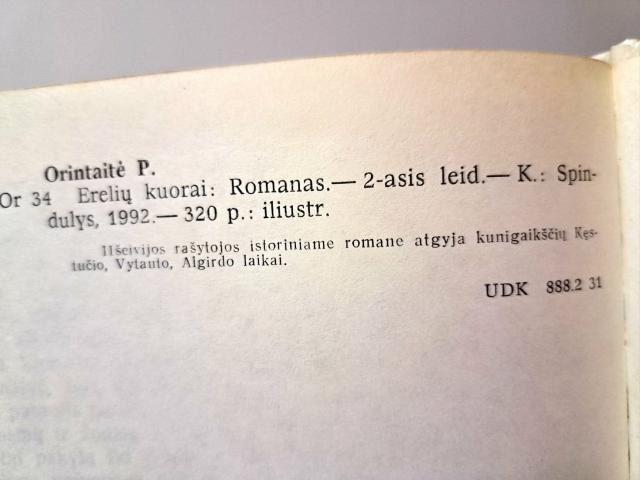 Orintaitė P.
Or 34 Erelių kuorai: Romanas.— 2-asis leid.— K.: Spin-
dulys, 1992.— 320 p.: iliustr.
Išeivijos rašytojos istoriniame romane atgyja kunigaikščių Kęs-
tučio, Vytauto, Algirdo laikai.
UDK 888.2 31